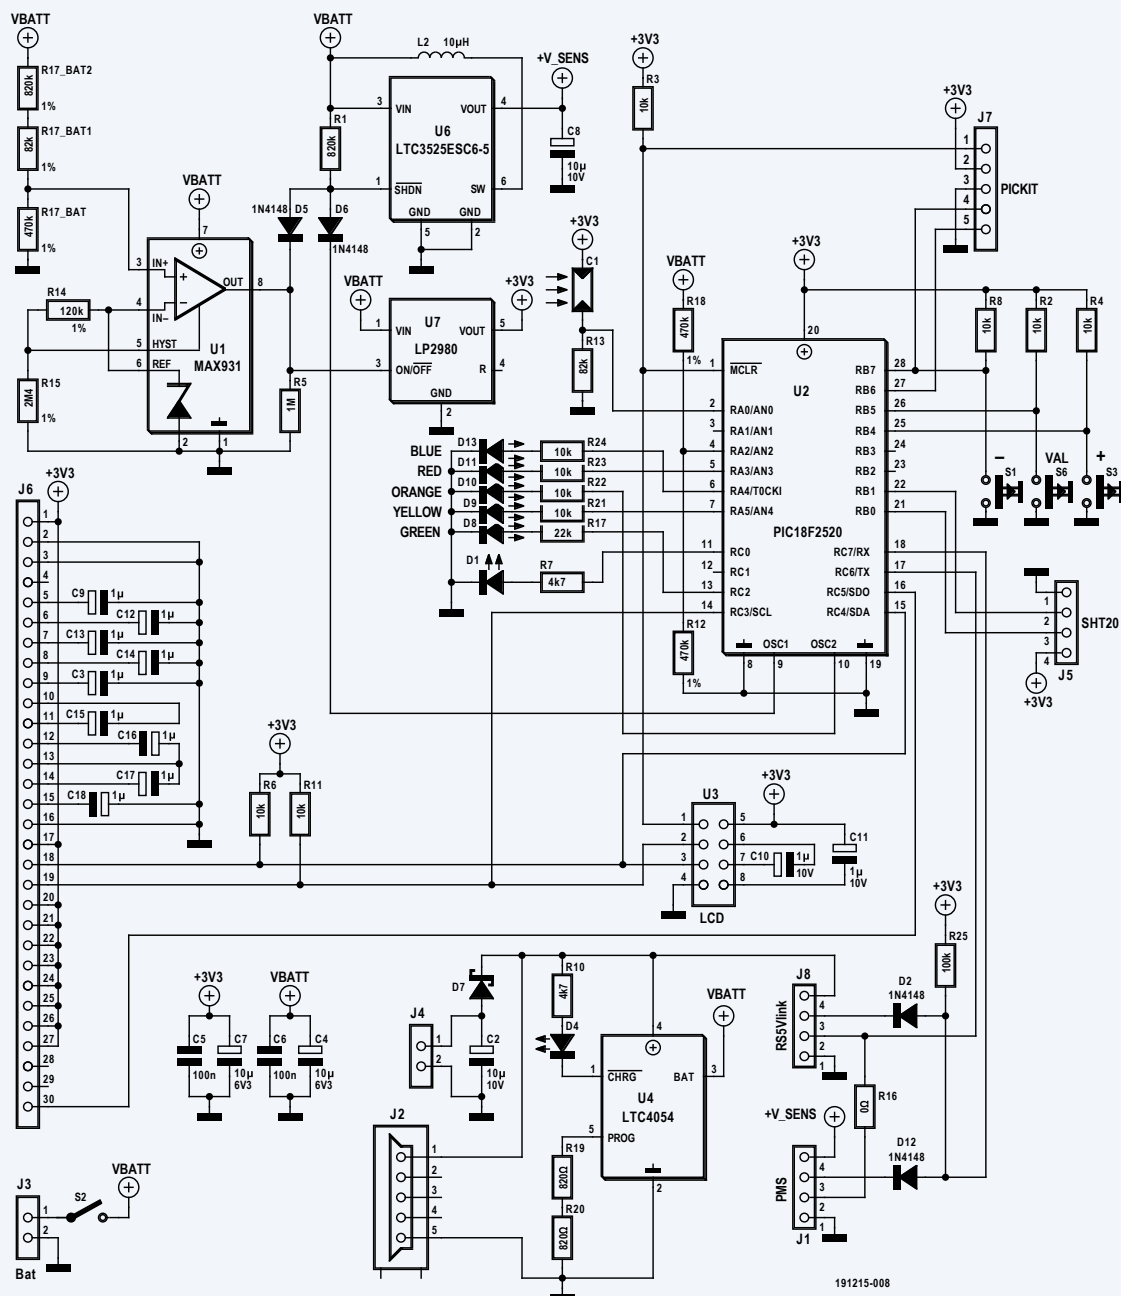 VBATT
R17_BAT2
820k
1%
R17_BAT1
82k
1%
R17_BAT
470k
1%
R14
120k
1%
R15
2M4
1%
VBATT
7
3
IN+
4
IN–
5
HYST
6
REF
OUT
8
U1
MAX931
2
1
R5
1M
VBATT
L2
10µH
R1
820k
1N4148
D5
D6
1N4148
3
VIN
VOUT
4
U6
LTC3525ESC6-5
1
SHDN
SW
6
GND
GND
5
2
+V_SENS
C8
10µ
10V
VBATT
+3V3
1
VIN
VOUT
5
U7
LP2980
3
ON/OFF
R
4
GND
2
+3V3
C1
R13
82k
+3V3
R3
10k
VBATT
R18
470k
1%
R12
470k
1%
+3V3
J7
1
2
3
4
5
PICKIT
+3V3
R8
10k
R2
10k
R4
10k
20
U2
PIC18F2520
1
MCLR
2
RA0/AN0
3
RA1/AN1
4
RA2/AN2
5
RA3/AN3
6
RA4/T0CKI
7
RA5/AN4
11
RC0
12
RC1
13
RC2
14
RC3/SCL
RB7
28
RB6
27
RB5
26
RB4
25
RB3
24
RB2
23
RB1
22
RB0
21
RC7/RX
18
RC6/TX
17
RC5/SDO
16
RC4/SDA
15
OSC1
OSC2
8
9
10
19
–
S1
VAL
S6
+
S3
BLUE
D13
R24
10k
RED
D11
R23
10k
ORANGE
D10
R22
10k
YELLOW
D9
R21
10k
GREEN
D8
R17
22k
D1
R7
4k7
1
2
3
4
SHT20
J5
+3V3
J6
+3V3
1
2
3
4
5
6
7
8
9
10
11
12
13
14
15
16
17
18
19
20
21
22
23
24
25
26
27
28
29
30
C9
1µ
C12
1µ
C13
1µ
C14
1µ
C3
1µ
C15
1µ
C16
1µ
C17
1µ
C18
1µ
+3V3
R6
10k
R11
10k
U3
1
2
3
4
5
6
7
8
LCD
+3V3
C10
1µ
10V
C11
1µ
10V
+3V3
C5
100n
C7
10µ
6V3
VBATT
C6
100n
C4
10µ
6V3
J4
1
2
D7
C2
10µ
10V
R10
4k7
D4
VBATT
4
1
CHRG
BAT
3
U4
LTC4054
5
PROG
2
R19
820Ω
R20
820Ω
J2
1
2
3
4
5
J3
1
2
Bat
S2
VBATT
+3V3
R25
100k
J8
RS5Vlink
4
3
2
1
D2
1N4148
R16
0Ω
+V_SENS
PMS
4
3
2
1
J1
D12
1N4148
191215-008